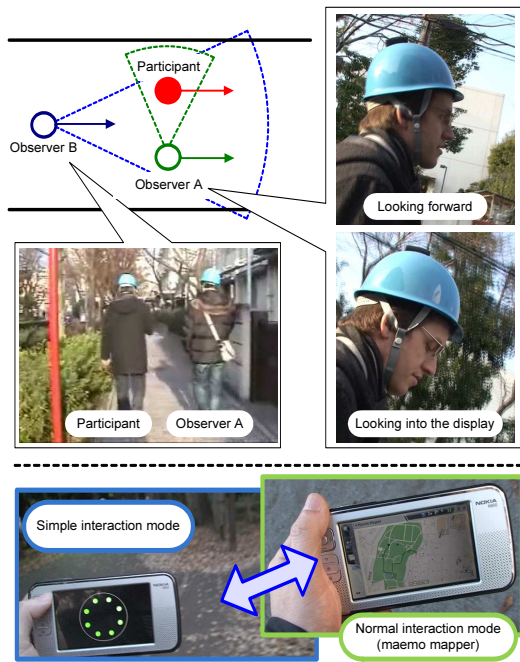 Participant
Observer B
Observer A
Looking forward
Participant
Observer A
Looking into the display
Simple interaction mode
NOKIA
NOKIA
Normal interaction mode
(maemo mapper)